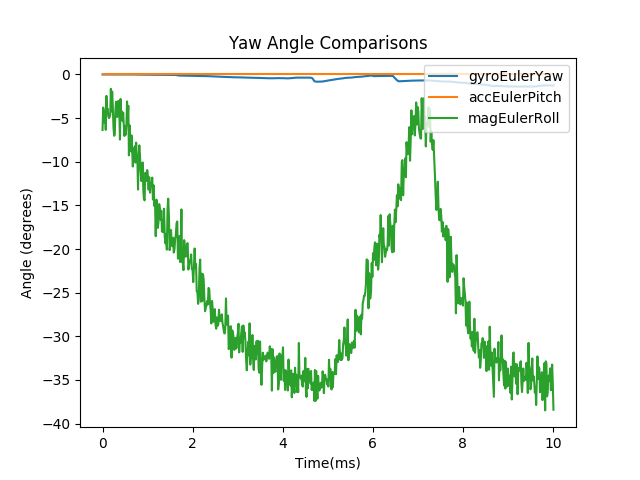 Yaw Angle Comparisons
gyroEulerYaw
accEulerPitch
magEulerRoll
Angle (degrees)
0
−5
−10
−15
−20
−25
−30
−35
−40
0 2 4 6 8 10
Time(ms)